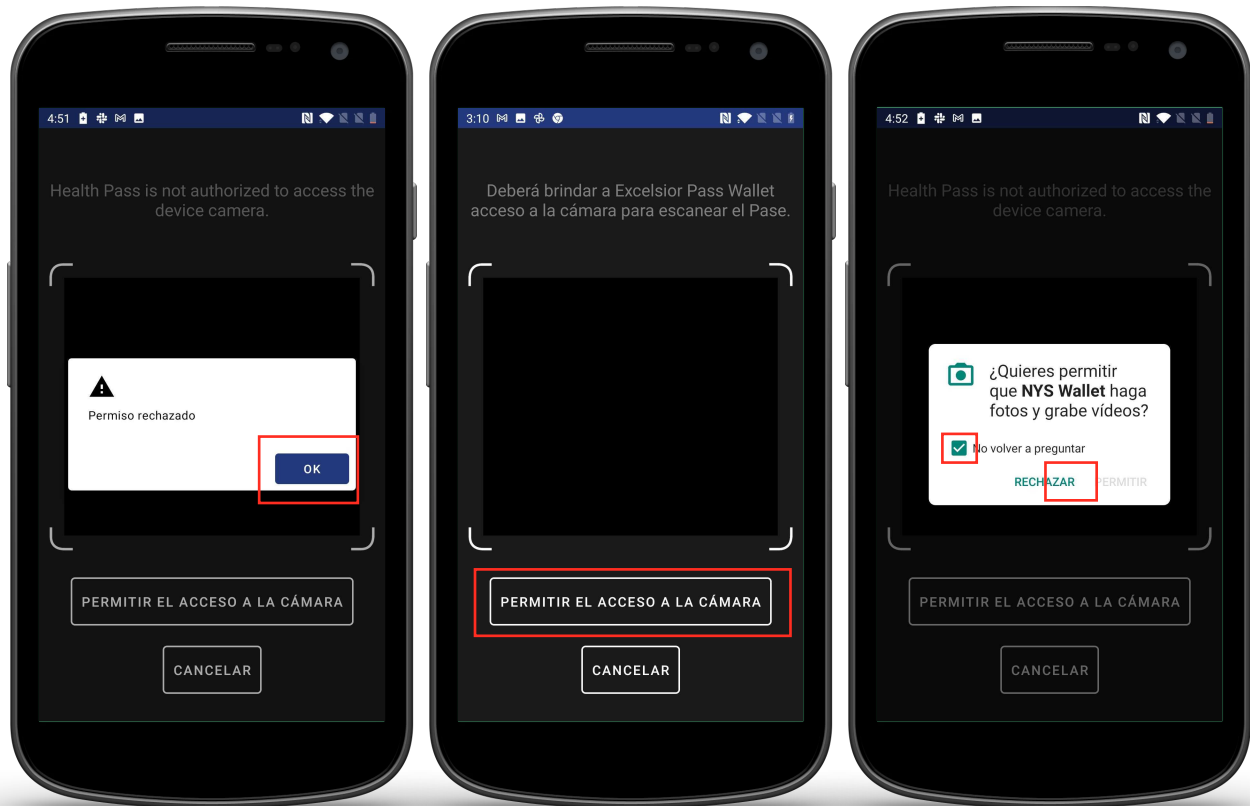 4:51
Health Pass is not authorized to access the
device camera.
Permiso rechazado
OK
PERMITIR EL ACCESO A LA CÁMARA
CANCELAR
3:10
Deberá brindar a Excelsior Pass Wallet
acceso a la cámara para escanear el Pase.
PERMITIR EL ACCESO A LA CÁMARA
CANCELAR
4:52
Health Pass is not authorized to access the
device camera.
¿Quieres permitir
que NYS Wallet haga
fotos y grabe vídeos?
No volver a preguntar
RECHAZAR PERMITIR
PERMITIR EL ACCESO A LA CÁMARA
CANCELAR